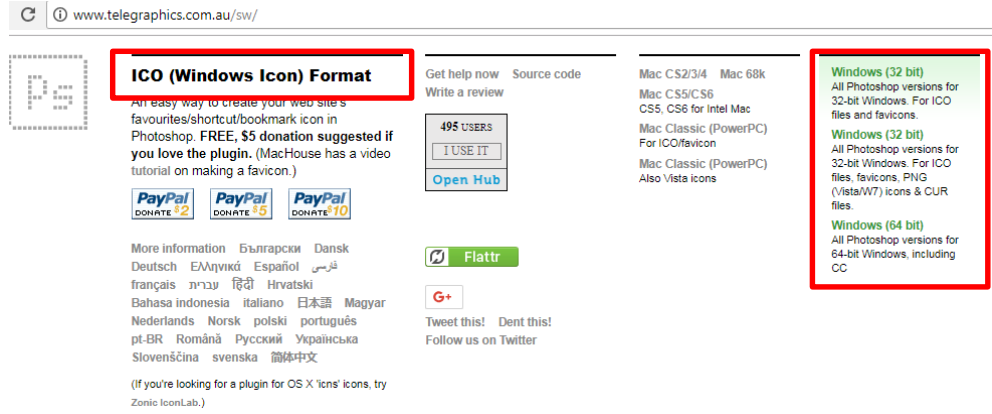 www.telegraphics.com.au/sw/
Ps
ICO (Windows Icon) Format
An easy way to create your web site's
favourites/shortcut/bookmark icon in
Photoshop. FREE, $5 donation suggested if
you love the plugin. (MacHouse has a video
tutorial on making a favicon.)
PayPal
DONATE $2
PayPal
DONATE $5
PayPal
DONATE $10
More information Български Dansk
Deutsch Ελληνικά Español فارسی
français עברית हिंदी Hrvatski
Bahasa indonesia italiano 日本語 Magyar
Nederlands Norsk polski português
pt-BR Română Русский Українська
Slovenščina svenska 简体中文
(If you're looking for a plugin for OS X 'icns' icons, try
Zonic IconLab.)
Get help now Source code
Write a review
495 USERS
I USE IT
Open Hub
Flattr
G+
Tweet this! Dent this!
Follow us on Twitter
Mac CS2/3/4 Mac 68k
Mac CS5/CS6
CS5, CS6 for Intel Mac
Mac Classic (PowerPC)
For ICO/favicon
Mac Classic (PowerPC)
Also Vista icons
Windows (32 bit)
All Photoshop versions for
32-bit Windows. For ICO
files and favicons.
Windows (32 bit)
All Photoshop versions for
32-bit Windows. For ICO
files, favicons, PNG
(Vista/W7) icons & CUR
files.
Windows (64 bit)
All Photoshop versions for
64-bit Windows, including
CC